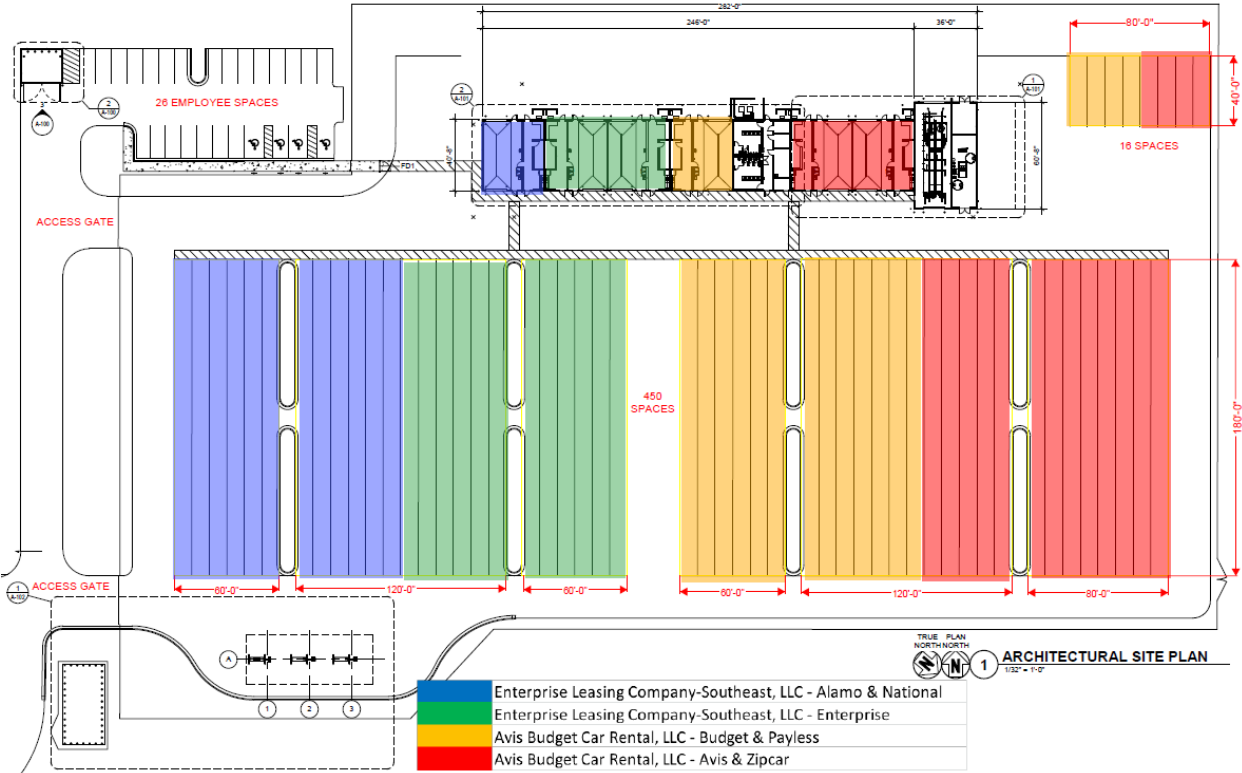 282'-0"
246'-0"
36'-0"
80'-0"
40'-0"
16 SPACES
26 EMPLOYEE SPACES
2
A-100
3
A-100
2
A-101
1
A-101
FD1
60'-8"
ACCESS GATE
450
SPACES
180'-0"
60'-0"
120'-0"
60'-0"
60'-0"
120'-0"
80'-0"
ACCESS GATE
1
A-102
A
1
2
3
TRUE PLAN
NORTH NORTH
N
N
1
ARCHITECTURAL SITE PLAN
1/32" = 1'-0"
Enterprise Leasing Company-Southeast, LLC - Alamo & National
Enterprise Leasing Company-Southeast, LLC - Enterprise
Avis Budget Car Rental, LLC - Budget & Payless
Avis Budget Car Rental, LLC - Avis & Zipcar